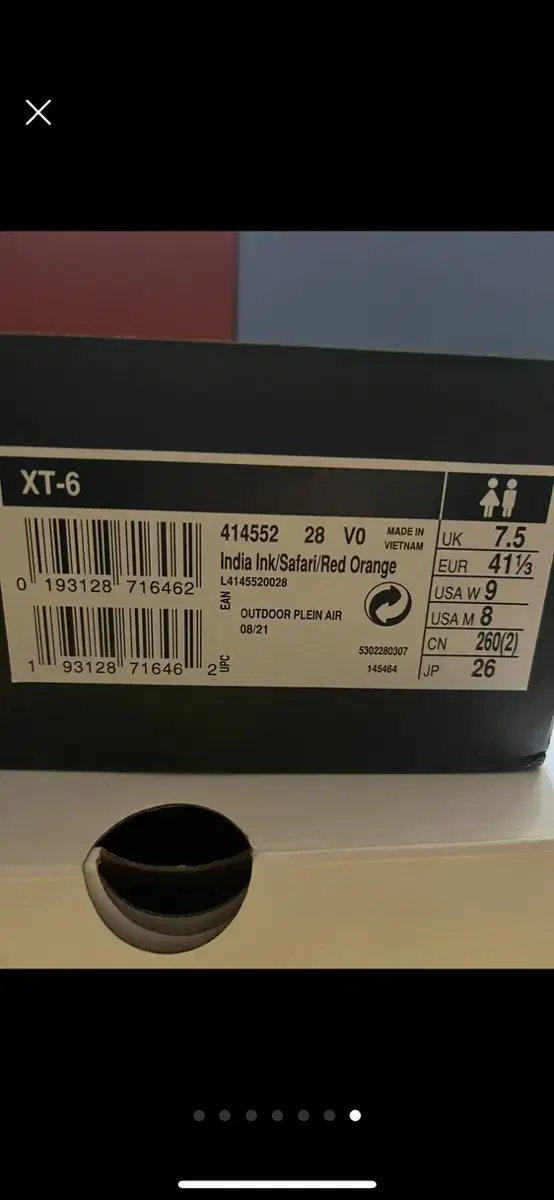 XT-6
414552 28 V0
MADE IN
VIETNAM
India Ink/Safari/Red Orange
L4145520028
EAN
0 193128 716462
OUTDOOR PLEIN AIR
08/21
5302280307
145464
1 93128 71646 2
UPC
UK 7.5
EUR 41⅓
USA W 9
USA M 8
CN 260(2)
JP 26